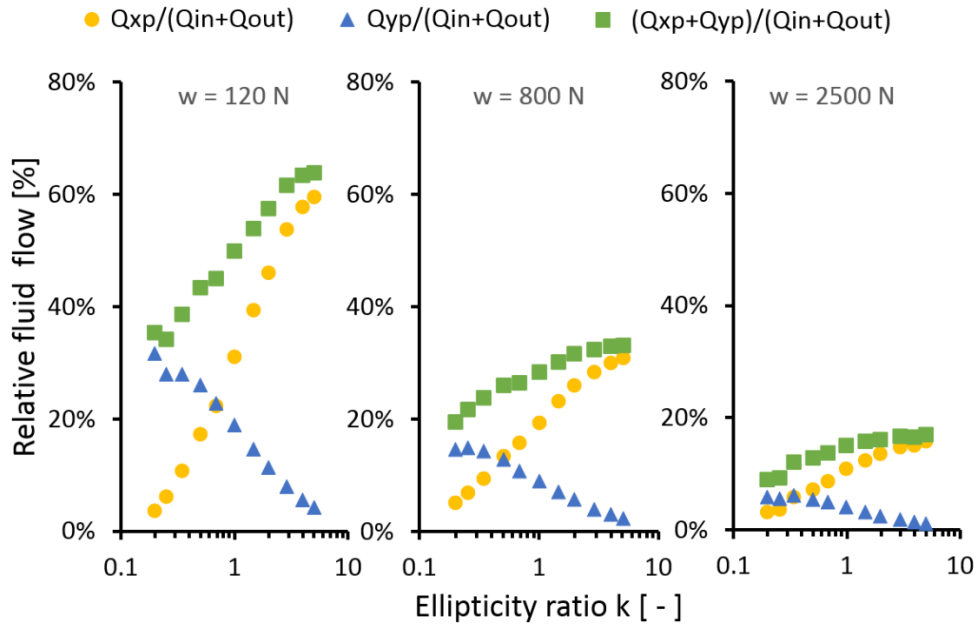 Qxp/(Qin+Qout) Qyp/(Qin+Qout) (Qxp+Qyp)/(Qin+Qout)
Relative fluid flow [%]
80%
60%
40%
20%
0%
w = 120 N
0.1 1 10
80%
60%
40%
20%
0%
w = 800 N
0.1 1 10
80%
60%
40%
20%
0%
w = 2500 N
0.1 1 10
Ellipticity ratio k [ - ]